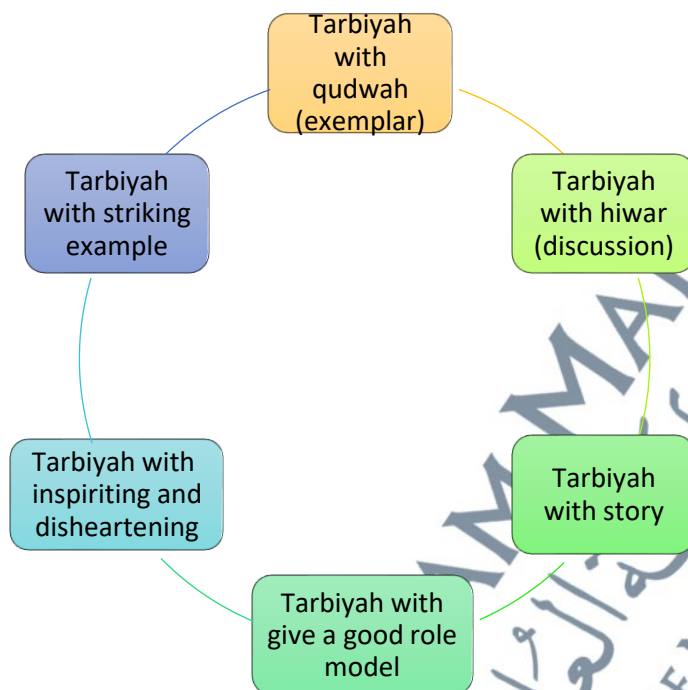 Tarbiyah
with
qudwah
(exemplar)
Tarbiyah
with hiwar
(discussion)
Tarbiyah
with story
Tarbiyah with
give a good role
model
Tarbiyah with
inspiriting and
disheartening
Tarbiyah
with striking
example